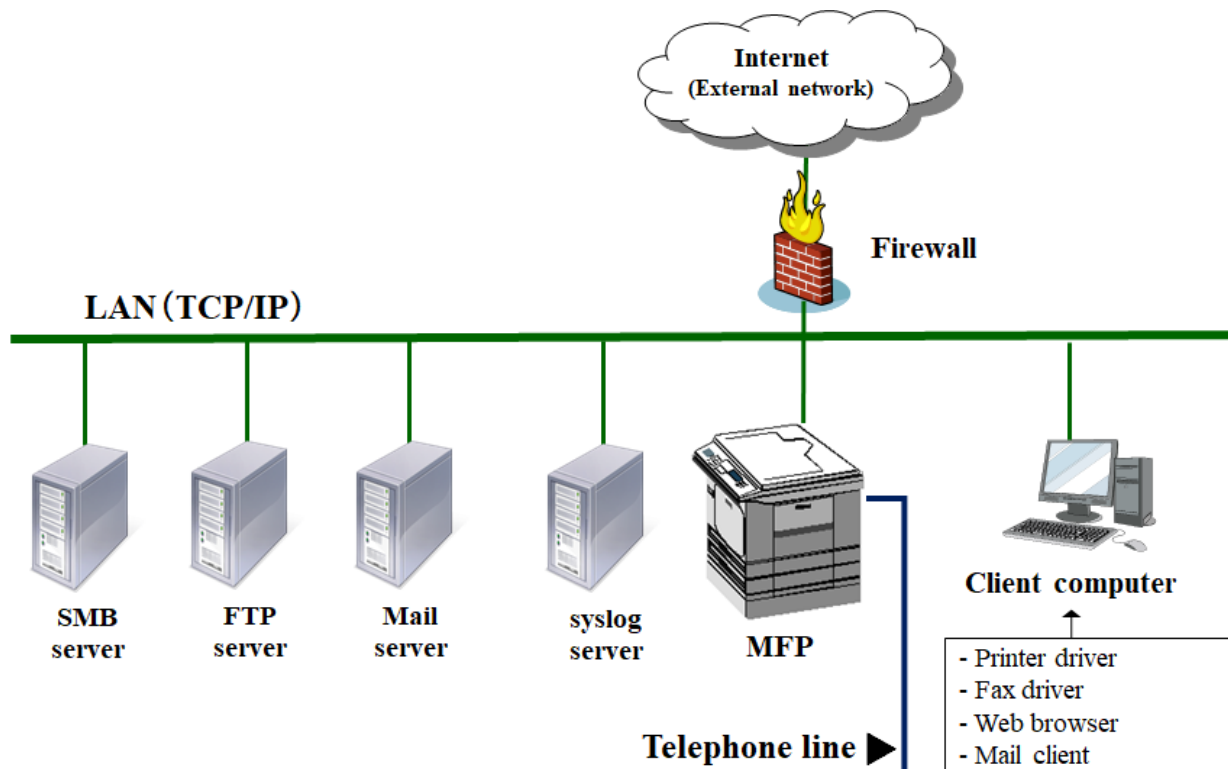 Internet
(External network)
Firewall
LAN（TCP/IP）
SMB
server
FTP
server
Mail
server
syslog
server
MFP
Client computer
- Printer driver
- Fax driver
- Web browser
- Mail client
Telephone line